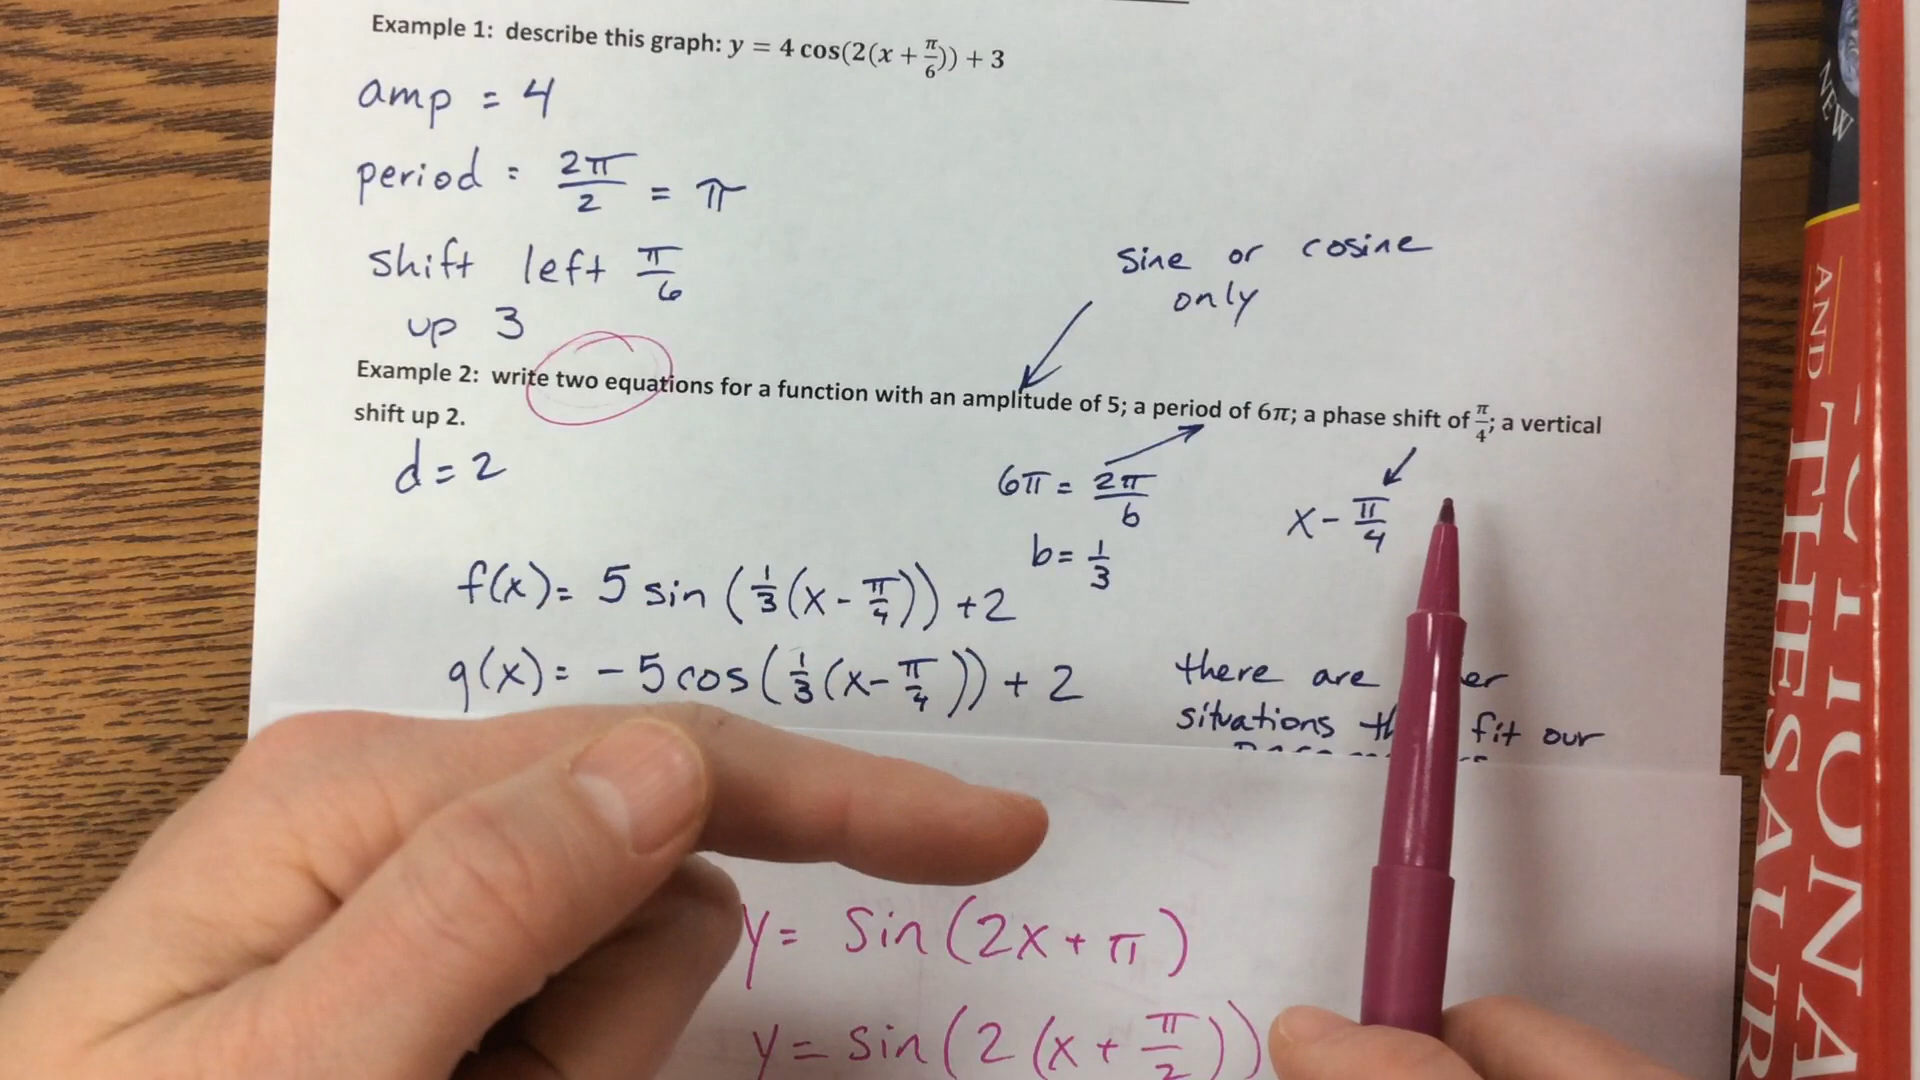 Example 1: describe this graph: y = 4 cos(2(x + π/6)) + 3
amp = 4
period = 2π/2 = π
shift left π/6
up 3
sine or cosine
only
Example 2: write two equations for a function with an amplitude of 5; a period of 6π; a phase shift of π/4; a vertical
shift up 2.
d = 2
6π = 2π/b
x - π/4
b = 1/3
f(x) = 5 sin (1/3(x - π/4)) + 2
g(x) = -5 cos (1/3(x - π/4)) + 2
there are
situations fit our
y = sin(2x + π)
y = sin(2(x + π/2))
NEW
AND
THESAUR